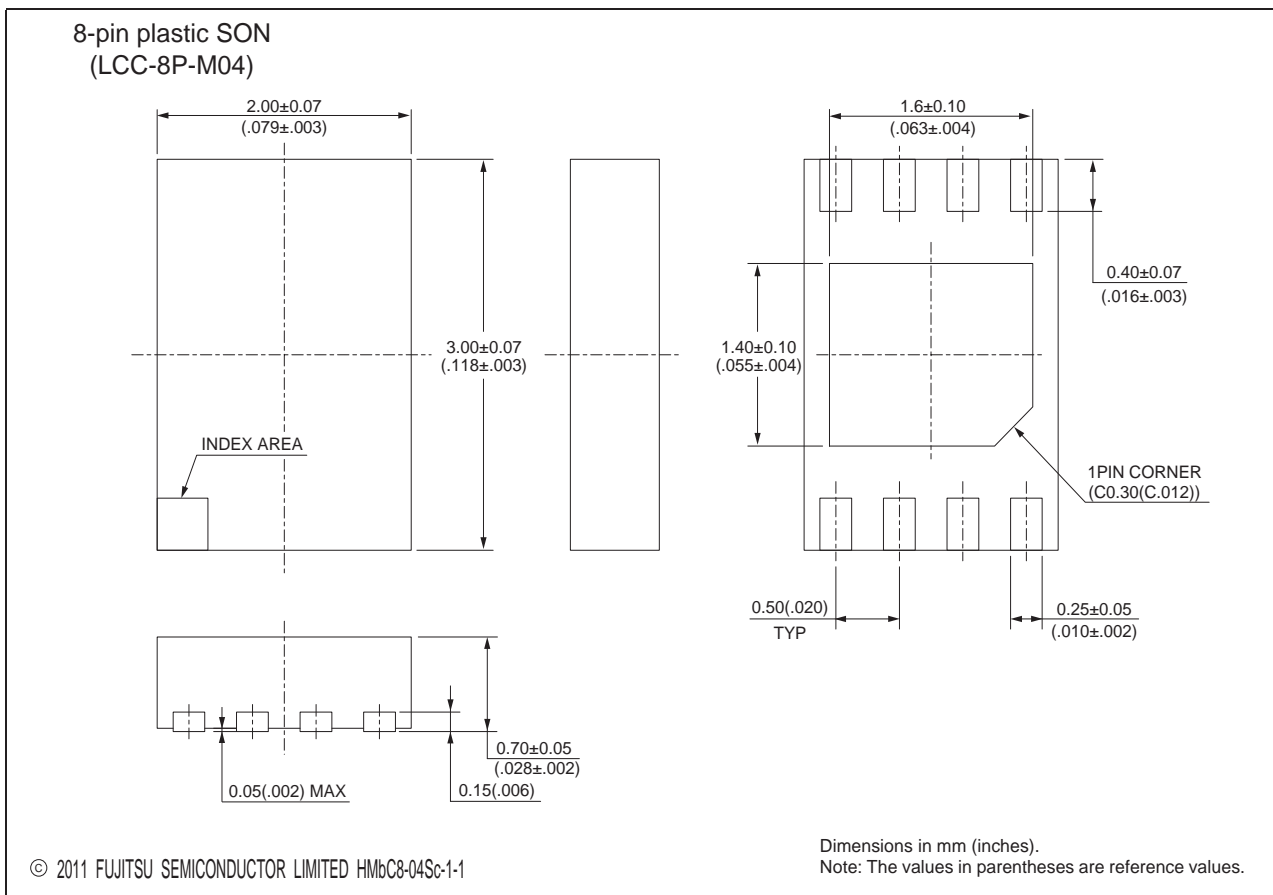 8-pin plastic SON
(LCC-8P-M04)
2.00±0.07
(.079±.003)
1.6±0.10
(.063±.004)
0.40±0.07
(.016±.003)
3.00±0.07
(.118±.003)
1.40±0.10
(.055±.004)
INDEX AREA
1PIN CORNER
(C0.30(C.012))
0.50(.020)
TYP
0.25±0.05
(.010±.002)
0.70±0.05
(.028±.002)
0.05(.002) MAX
0.15(.006)
© 2011 FUJITSU SEMICONDUCTOR LIMITED HMbC8-04Sc-1-1
Dimensions in mm (inches).
Note: The values in parentheses are reference values.